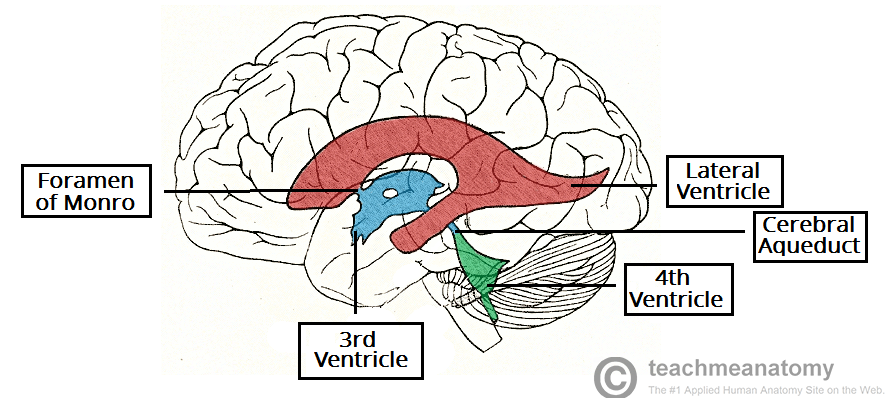 Foramen
of Monro
Lateral
Ventricle
Cerebral
Aqueduct
4th
Ventricle
3rd
Ventricle
© teachmeanatomy
The #1 Applied Human Anatomy Site on the Web.